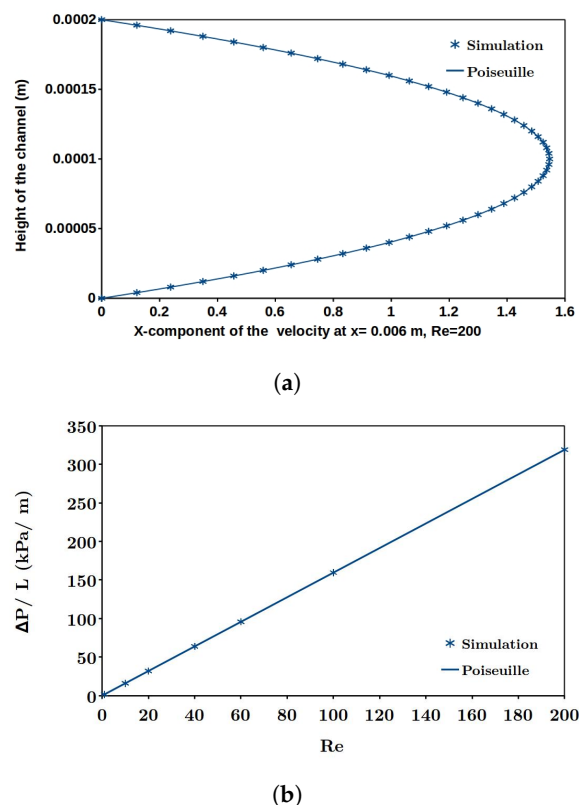 0.0002
Simulation
Poiseuille
0.00015
0.0001
0.00005
0
Height of the channel (m)
0 0.2 0.4 0.6 0.8 1 1.2 1.4 1.6
X-component of the velocity at x= 0.006 m, Re=200
(a)
350
300
250
200
150
100
50
0
ΔP/ L (kPa/ m)
Simulation
Poiseuille
0 20 40 60 80 100 120 140 160 180 200
Re
(b)